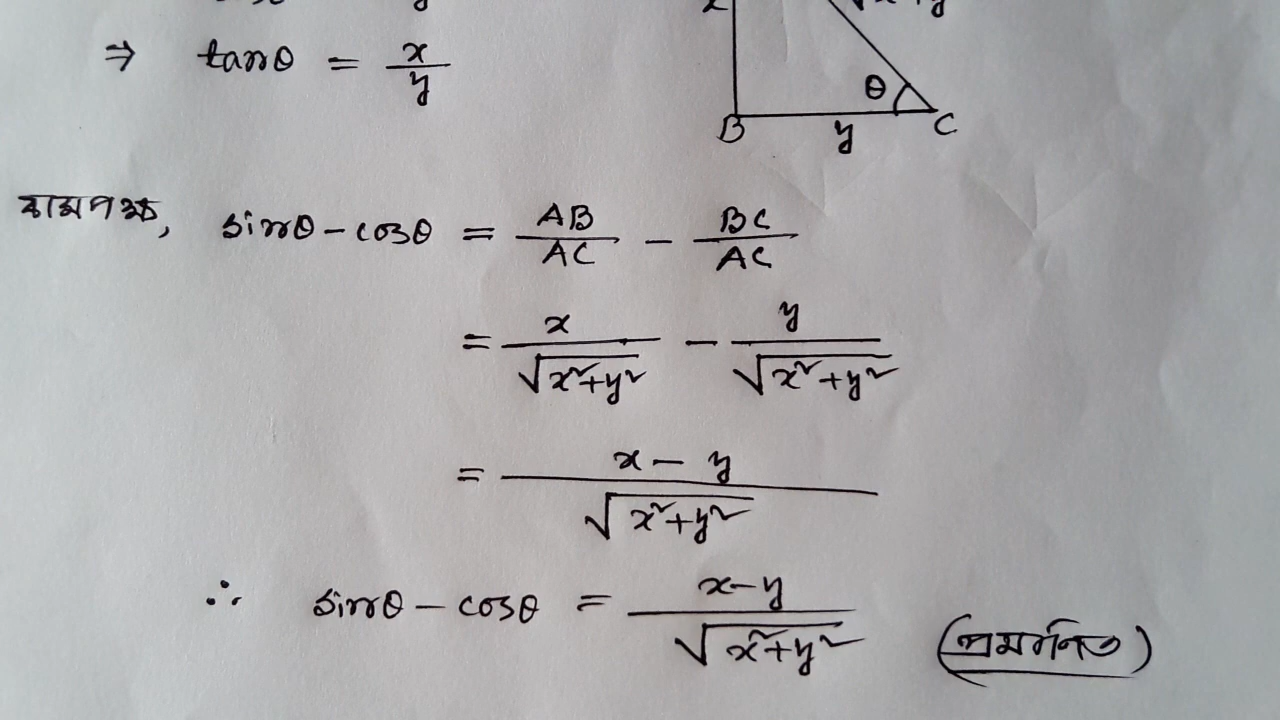 ⇒ tanθ = x/y
θ
B y C
বামপক্ষ, sinθ - cosθ = AB/AC - BC/AC
= x/√(x²+y²) - y/√(x²+y²)
= (x - y)/√(x²+y²)
∴ sinθ - cosθ = (x-y)/√(x²+y²) (প্রমানিত)